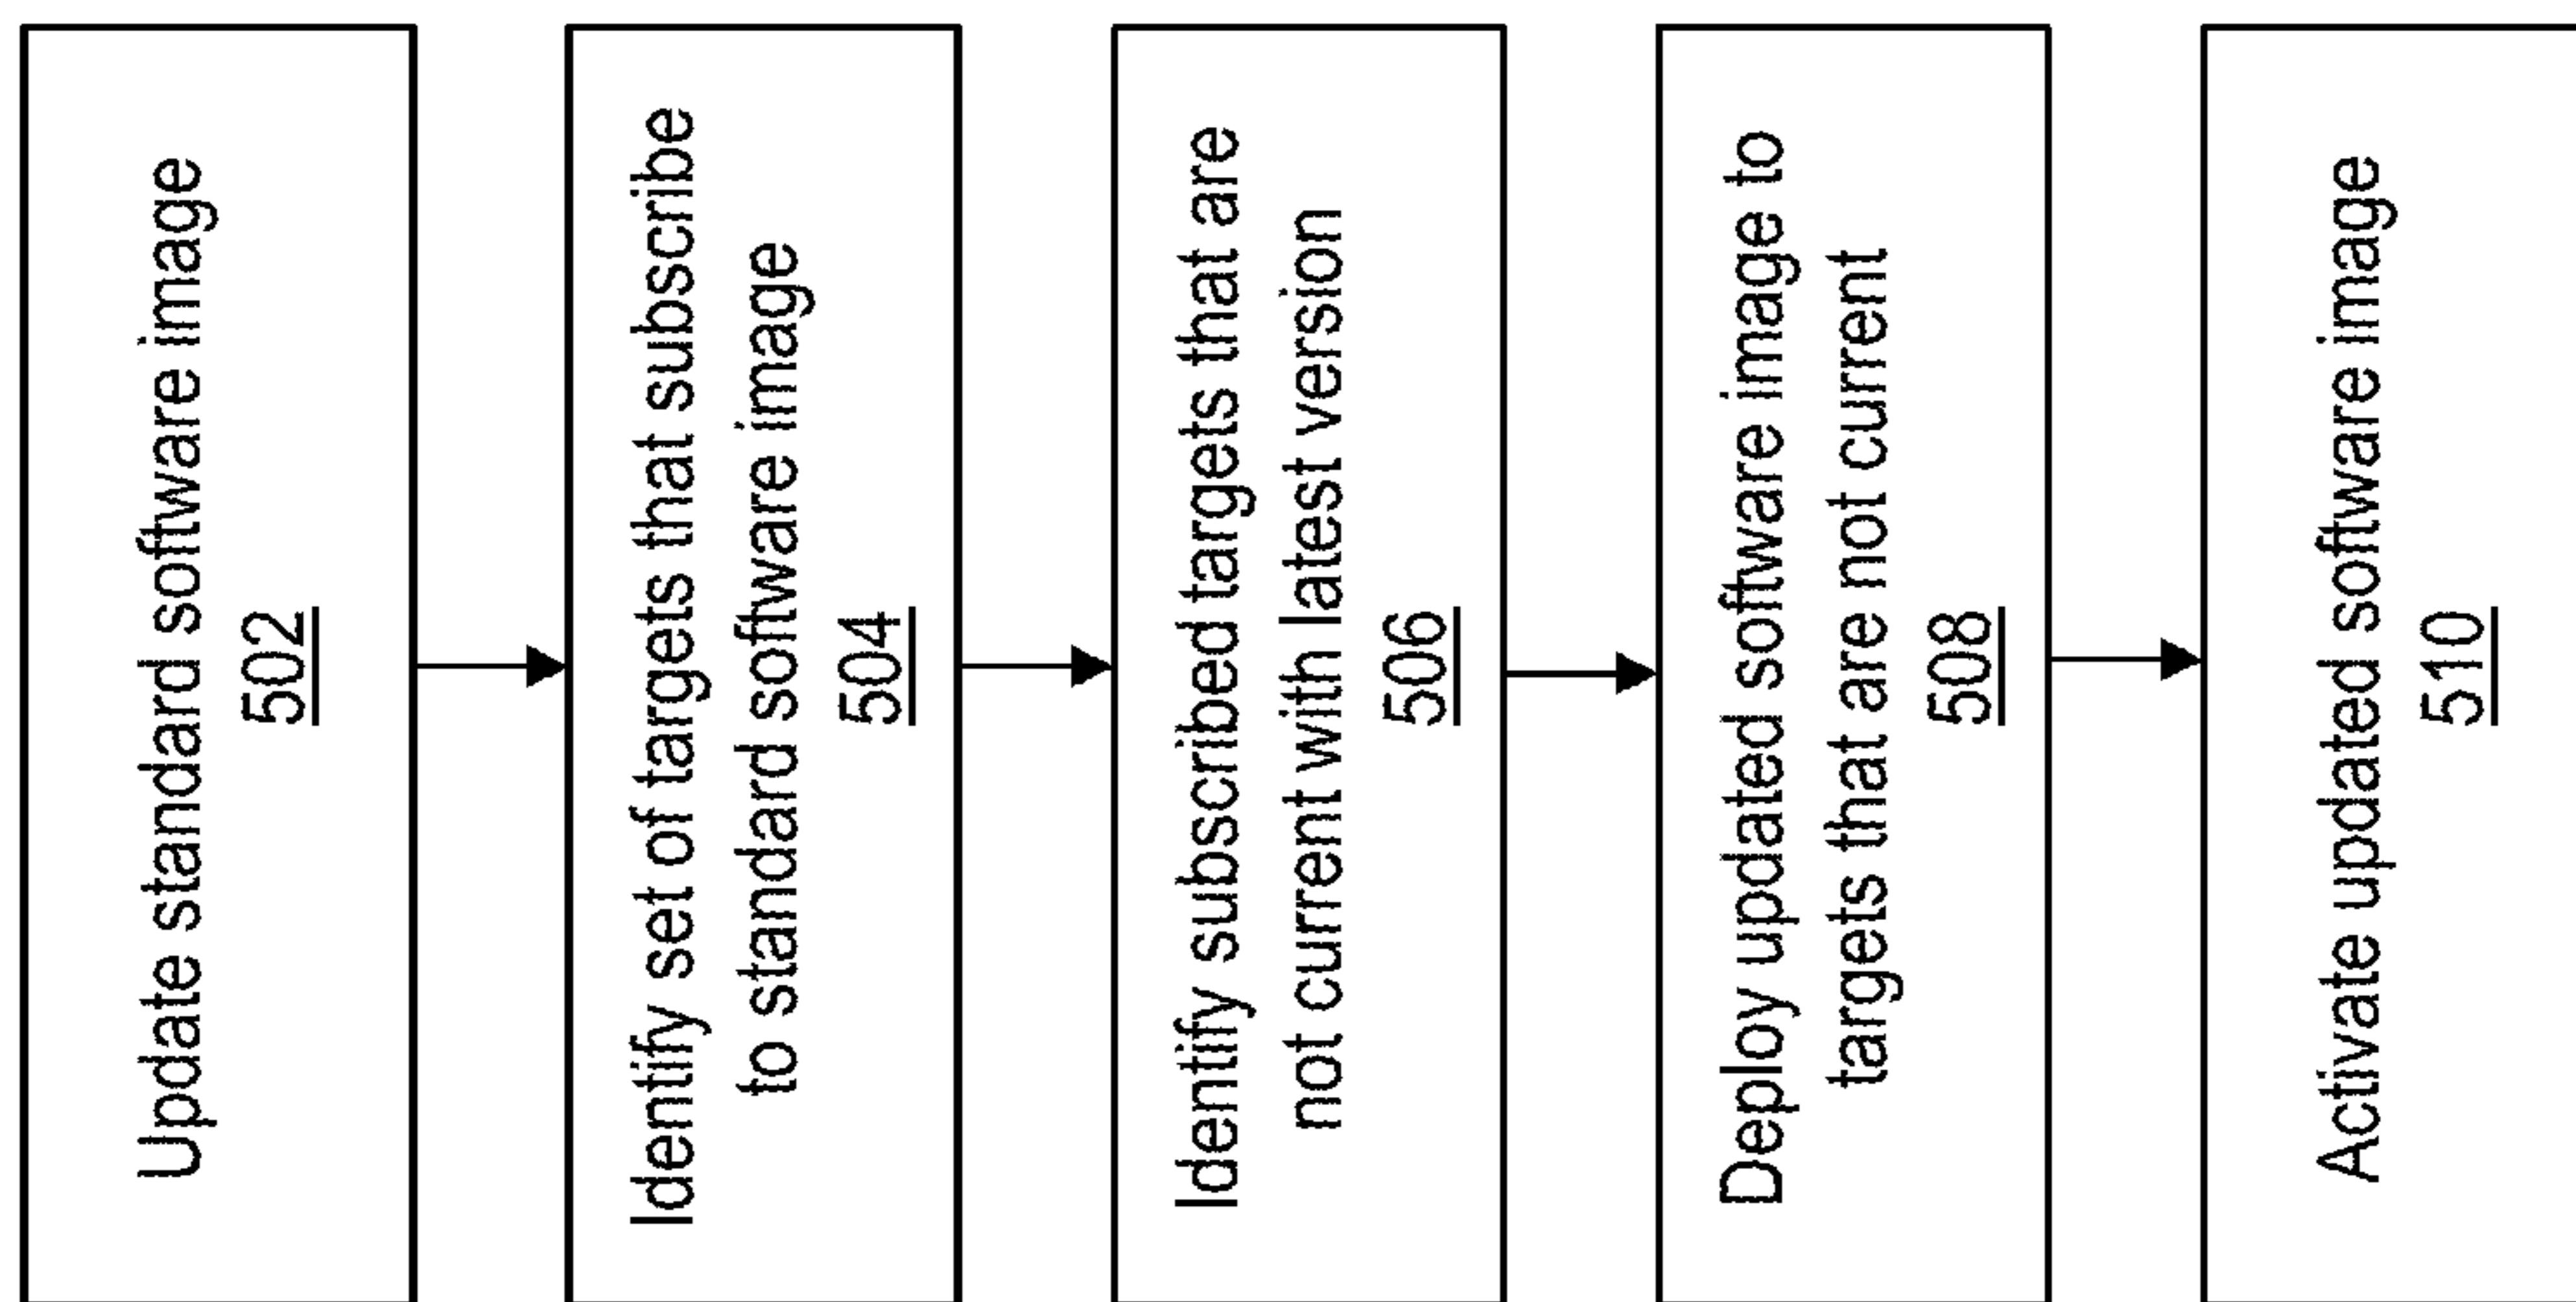 Update standard software image
502
Identify set of targets that subscribe
to standard software image
504
Identify subscribed targets that are
not current with latest version
506
Deploy updated software image to
targets that are not current
508
Activate updated software image
510